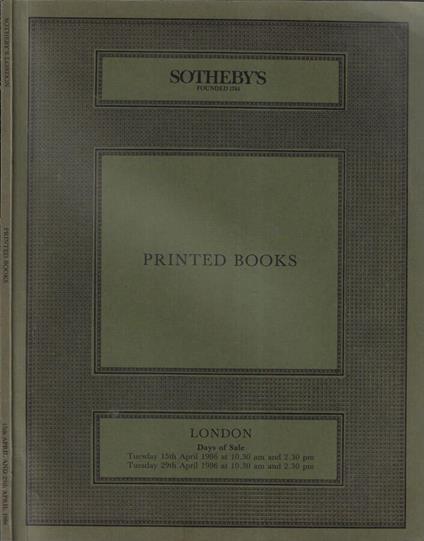 SOTHEBY'S
FOUNDED 1744
PRINTED BOOKS
LONDON
Days of Sale
Tuesday 15th April 1986 at 10.30 am and 2.30 pm
Tuesday 29th April 1986 at 10.30 am and 2.30 pm
SOTHEBY'S LONDON
PRINTED BOOKS
15th APRIL AND 29th APRIL 1986